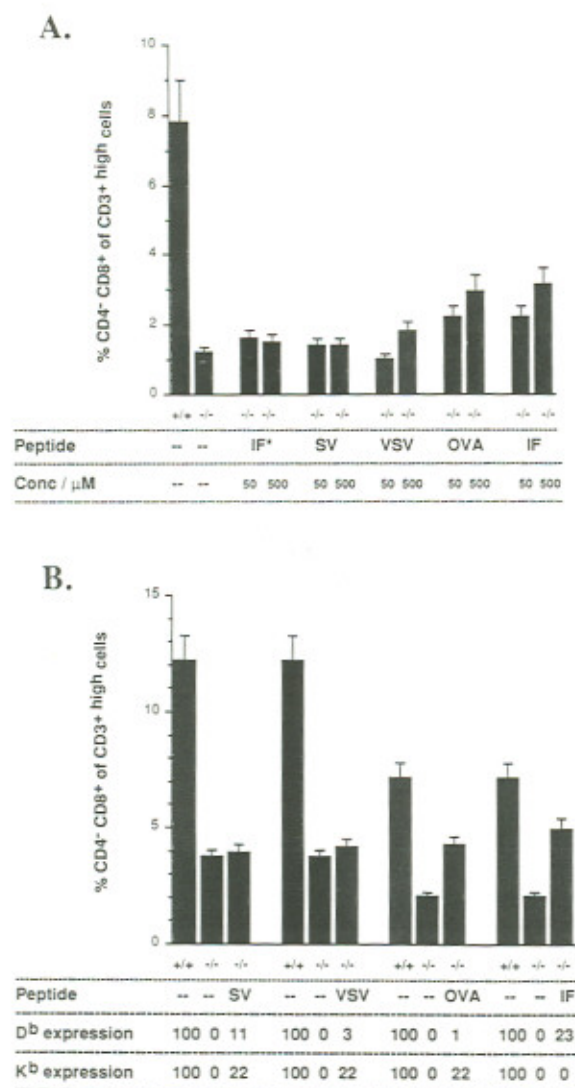 A.
% CD4- CD8+ of CD3+ high cells
10
8
6
4
2
0
+/+ -/- -/- -/- -/- -/- -/- -/- -/- -/- -/- -/-
Peptide -- -- IF* SV VSV OVA IF
Conc / µM -- -- 50 500 50 500 50 500 50 500 50 500
B.
% CD4- CD8+ of CD3+ high cells
15
10
5
0
+/+ -/- -/- +/+ -/- -/- +/+ -/- -/- +/+ -/- -/-
Peptide -- -- SV -- -- VSV -- -- OVA -- -- IF
Db expression 100 0 11 100 0 3 100 0 1 100 0 23
Kb expression 100 0 22 100 0 22 100 0 22 100 0 0